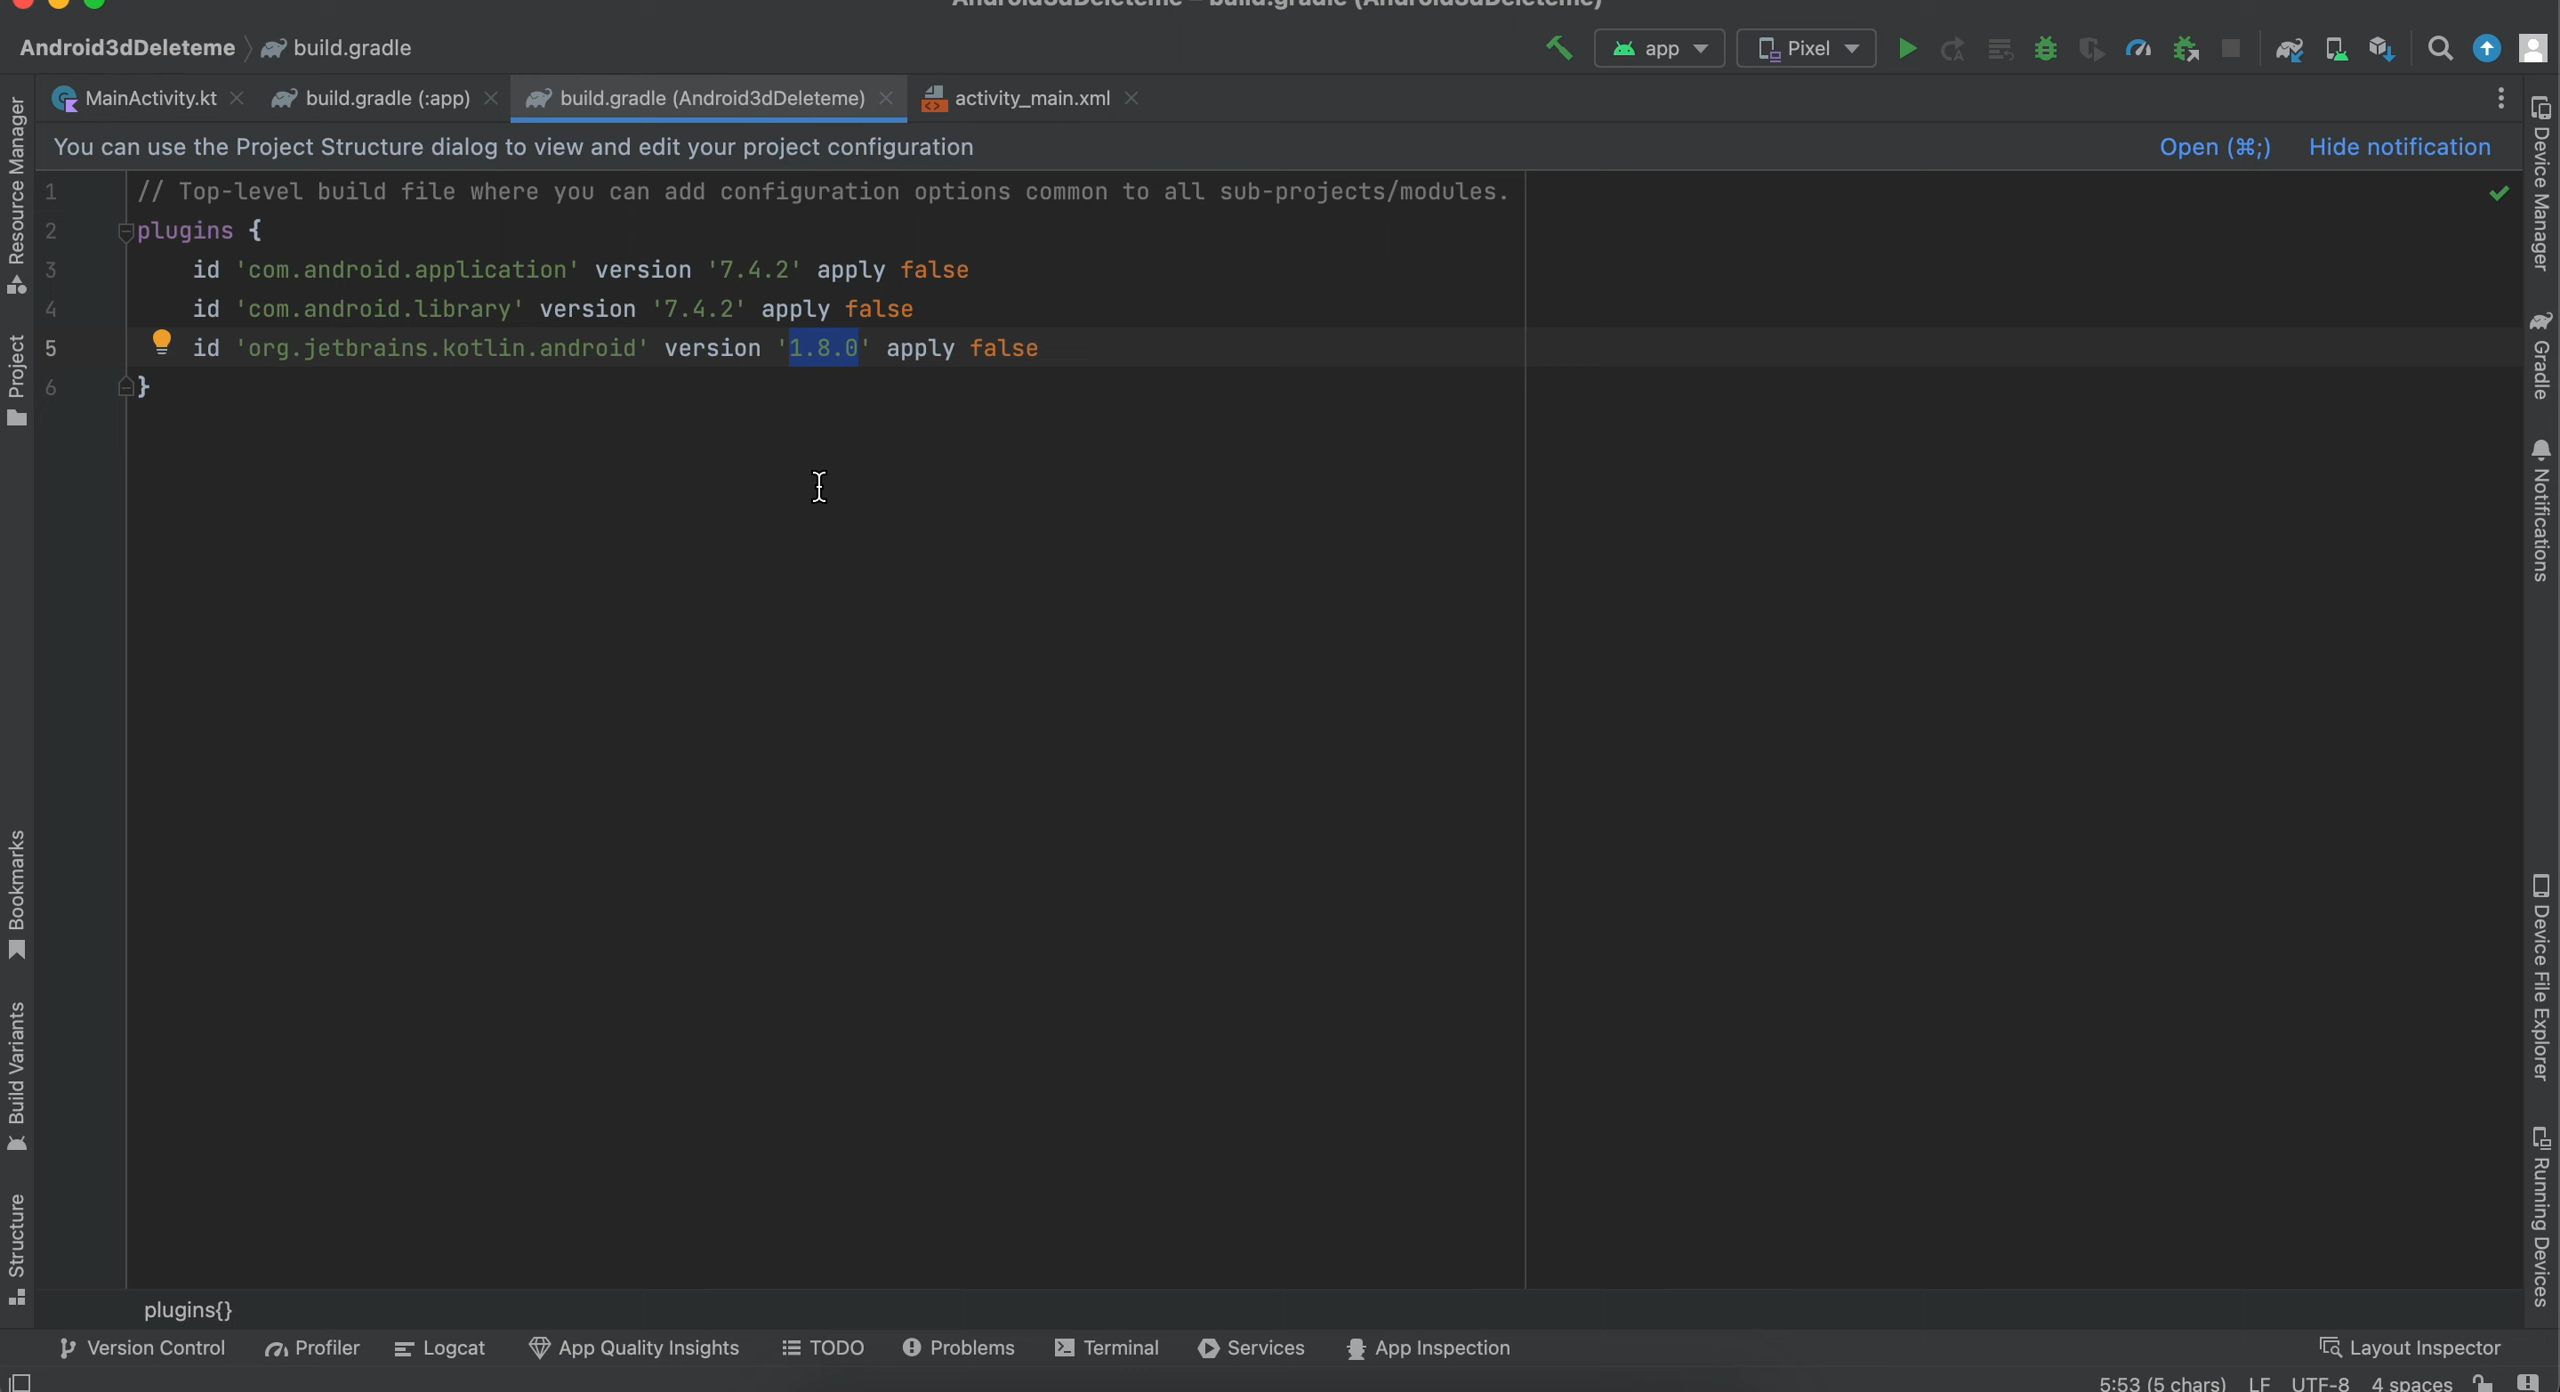 Android3dDeleteme – build.gradle (Android3dDeleteme)
Android3dDeleteme build.gradle
app Pixel
MainActivity.kt build.gradle (:app) build.gradle (Android3dDeleteme) activity_main.xml
You can use the Project Structure dialog to view and edit your project configuration Open (⌘;) Hide notification
1 // Top-level build file where you can add configuration options common to all sub-projects/modules.
2 plugins {
3 id 'com.android.application' version '7.4.2' apply false
4 id 'com.android.library' version '7.4.2' apply false
5 id 'org.jetbrains.kotlin.android' version '1.8.0' apply false
6 }
Resource Manager
Project
Bookmarks
Build Variants
Structure
Device Manager
Gradle
Notifications
Device File Explorer
Running Devices
plugins{}
Version Control Profiler Logcat App Quality Insights TODO Problems Terminal Services App Inspection Layout Inspector
5:53 (5 chars) LF UTF-8 4 spaces